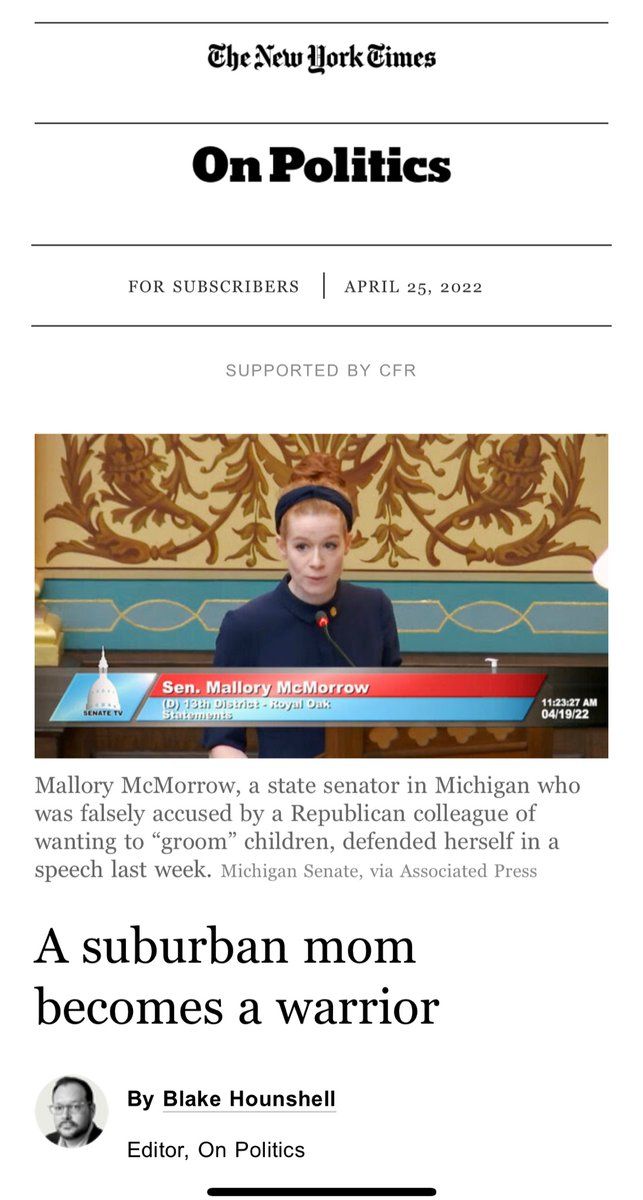 The New York Times
On Politics
FOR SUBSCRIBERS | APRIL 25, 2022
SUPPORTED BY CFR
Sen. Mallory McMorrow
(D) 13th District - Royal Oak
Statements
SENATE TV
11:23:27 AM
04/19/22
Mallory McMorrow, a state senator in Michigan who
was falsely accused by a Republican colleague of
wanting to “groom” children, defended herself in a
speech last week. Michigan Senate, via Associated Press
A suburban mom
becomes a warrior
By Blake Hounshell
Editor, On Politics